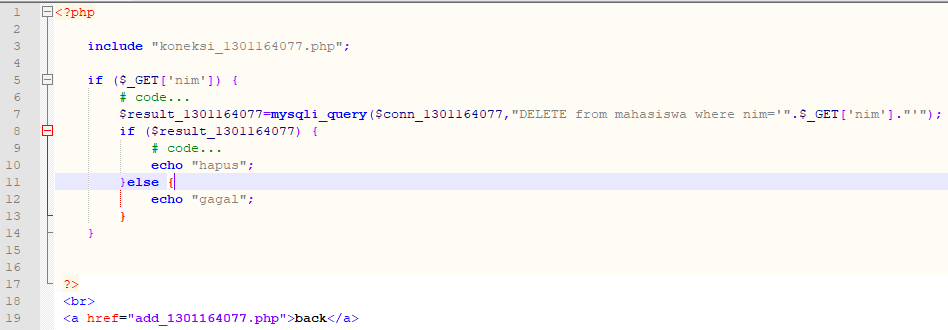 1 <?php
2
3 include "koneksi_1301164077.php";
4
5 if ($_GET['nim']) {
6 # code...
7 $result_1301164077=mysqli_query($conn_1301164077,"DELETE from mahasiswa where nim='".$_GET['nim']."'");
8 if ($result_1301164077) {
9 # code...
10 echo "hapus";
11 }else {
12 echo "gagal";
13 }
14 }
15
16
17 ?>
18 <br>
19 <a href="add_1301164077.php">back</a>